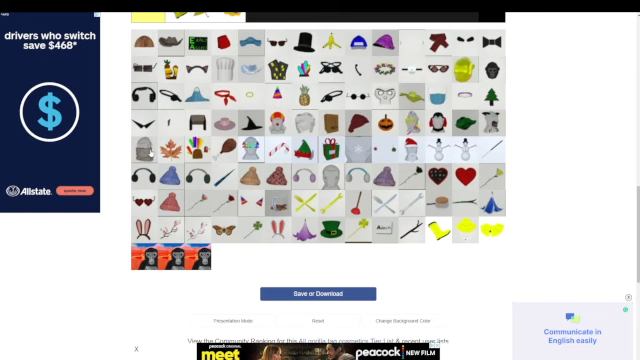 drivers who switch
save $468*
$
Allstate.
Save or Download
Presentation Mode
Reset
Change Background Color
View the Community Ranking for this All gorilla tag cosmetics Tier List & recent user lists
X
peacock ORIGINAL
meet
peacock
NEW FILM
Communicate in
English easily